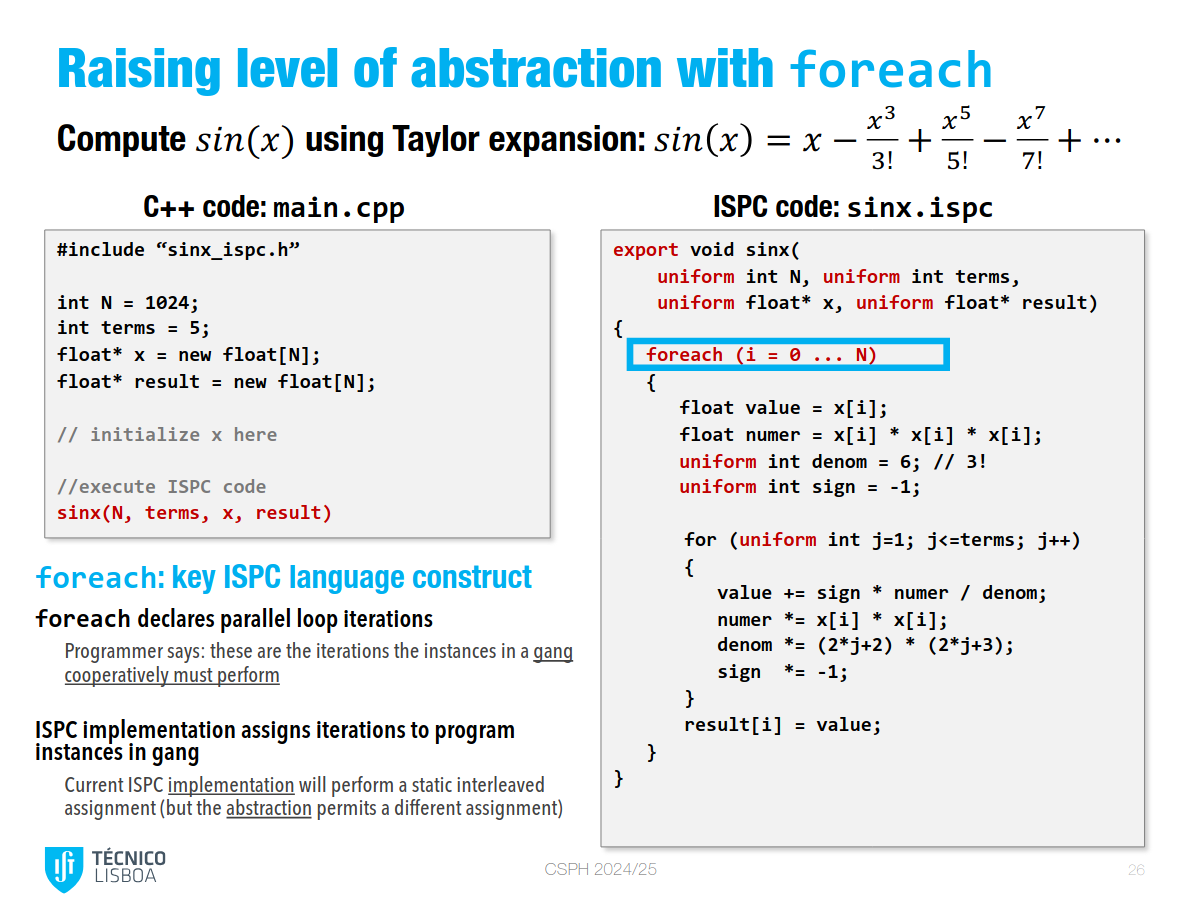 Raising level of abstraction with foreach
Compute sin(x) using Taylor expansion: sin(x) = x − x³/3! + x⁵/5! − x⁷/7! + ⋯
C++ code: main.cpp
#include “sinx_ispc.h”
int N = 1024;
int terms = 5;
float* x = new float[N];
float* result = new float[N];
// initialize x here
//execute ISPC code
sinx(N, terms, x, result)
foreach: key ISPC language construct
foreach declares parallel loop iterations
Programmer says: these are the iterations the instances in a gang
cooperatively must perform
ISPC implementation assigns iterations to program
instances in gang
Current ISPC implementation will perform a static interleaved
assignment (but the abstraction permits a different assignment)
ISPC code: sinx.ispc
export void sinx(
uniform int N, uniform int terms,
uniform float* x, uniform float* result)
{
foreach (i = 0 ... N)
{
float value = x[i];
float numer = x[i] * x[i] * x[i];
uniform int denom = 6; // 3!
uniform int sign = -1;
for (uniform int j=1; j<=terms; j++)
{
value += sign * numer / denom;
numer *= x[i] * x[i];
denom *= (2*j+2) * (2*j+3);
sign  *= -1;
}
result[i] = value;
}
}
TÉCNICO
LISBOA
CSPH 2024/25
26